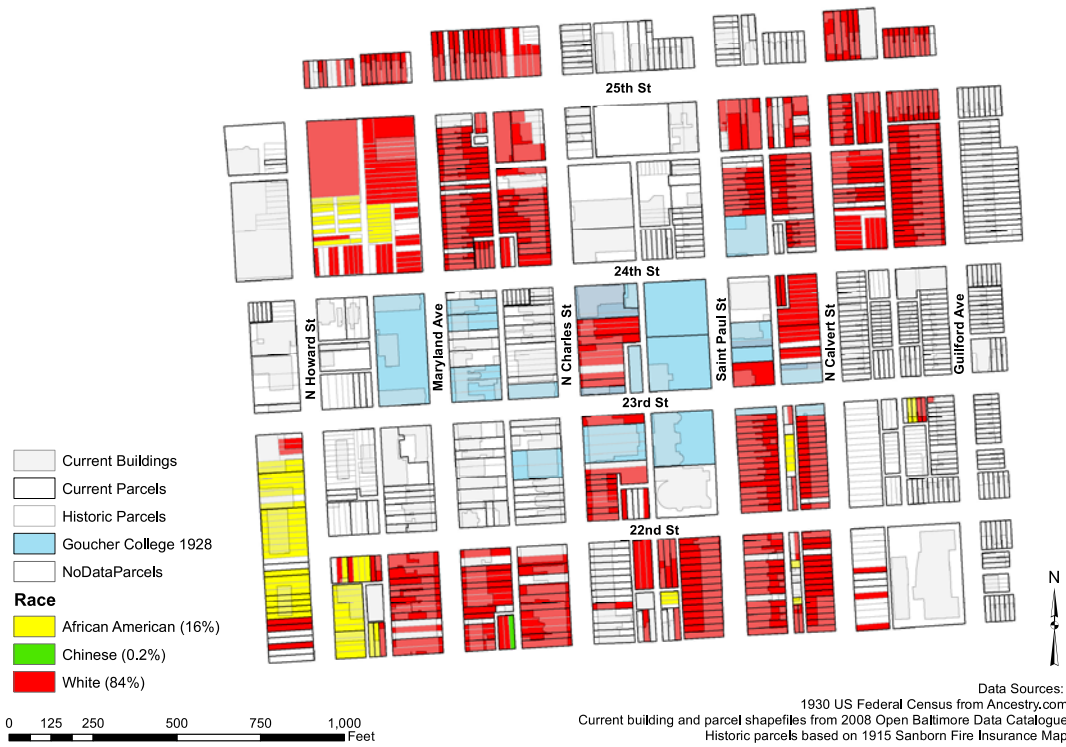 25th St
24th St
N Howard St
Maryland Ave
N Charles St
Saint Paul St
N Calvert St
Guilford Ave
23rd St
22nd St
Current Buildings
Current Parcels
Historic Parcels
Goucher College 1928
NoDataParcels
Race
African American (16%)
Chinese (0.2%)
White (84%)
0 125 250 500 750 1,000
Feet
N
Data Sources:
1930 US Federal Census from Ancestry.com
Current building and parcel shapefiles from 2008 Open Baltimore Data Catalogue
Historic parcels based on 1915 Sanborn Fire Insurance Map